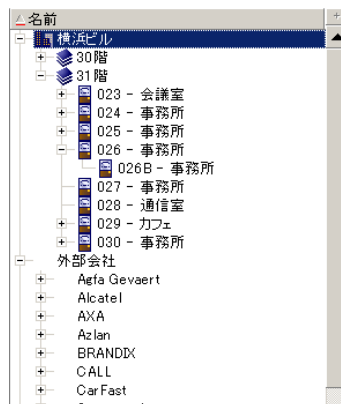 名前
横浜ビル
30階
31階
023 - 会議室
024 - 事務所
025 - 事務所
026 - 事務所
026B - 事務所
027 - 事務所
028 - 通信室
029 - カフェ
030 - 事務所
外部会社
Agfa Gevaert
Alcatel
AXA
Azlan
BRANDIX
CALL
CarFast